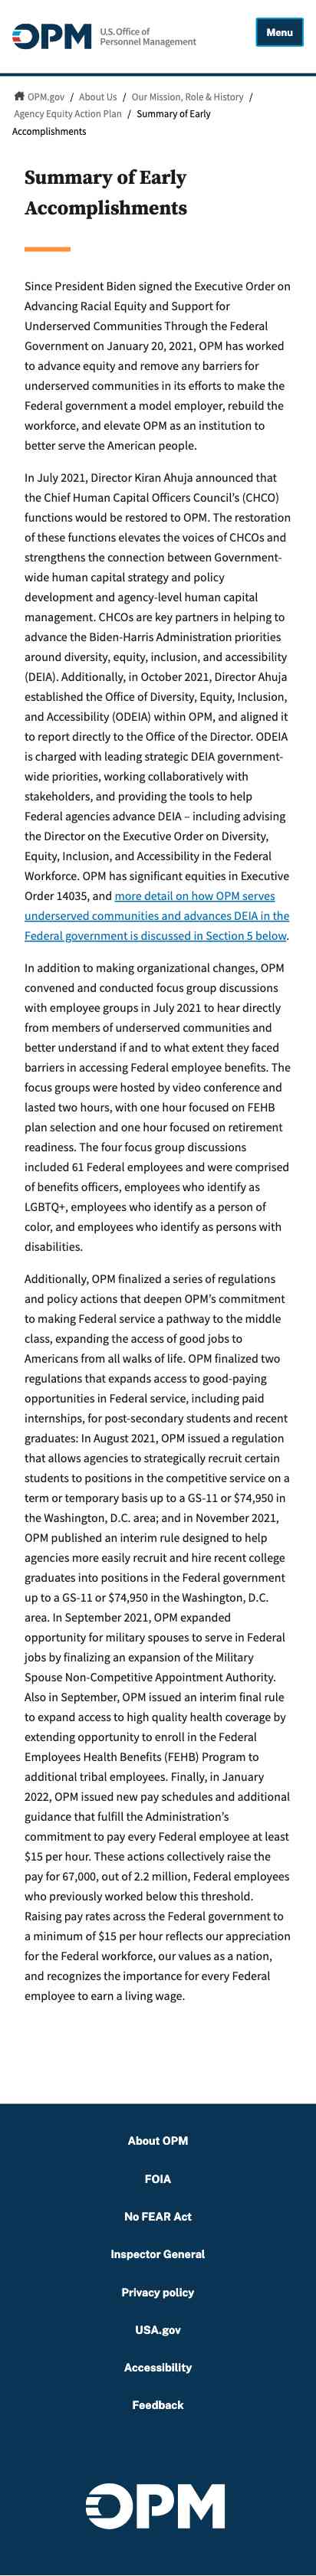 OPM
U.S. Office of
Personnel Management
Menu
OPM.gov / About Us / Our Mission, Role & History /
Agency Equity Action Plan / Summary of Early
Accomplishments
Summary of Early
Accomplishments
Since President Biden signed the Executive Order on
Advancing Racial Equity and Support for
Underserved Communities Through the Federal
Government on January 20, 2021, OPM has worked
to advance equity and remove any barriers for
underserved communities in its efforts to make the
Federal government a model employer, rebuild the
workforce, and elevate OPM as an institution to
better serve the American people.
In July 2021, Director Kiran Ahuja announced that
the Chief Human Capital Officers Council's (CHCO)
functions would be restored to OPM. The restoration
of these functions elevates the voices of CHCOs and
strengthens the connection between Government-
wide human capital strategy and policy
development and agency-level human capital
management. CHCOs are key partners in helping to
advance the Biden-Harris Administration priorities
around diversity, equity, inclusion, and accessibility
(DEIA). Additionally, in October 2021, Director Ahuja
established the Office of Diversity, Equity, Inclusion,
and Accessibility (ODEIA) within OPM, and aligned it
to report directly to the Office of the Director. ODEIA
is charged with leading strategic DEIA government-
wide priorities, working collaboratively with
stakeholders, and providing the tools to help
Federal agencies advance DEIA – including advising
the Director on the Executive Order on Diversity,
Equity, Inclusion, and Accessibility in the Federal
Workforce. OPM has significant equities in Executive
Order 14035, and more detail on how OPM serves
underserved communities and advances DEIA in the
Federal government is discussed in Section 5 below.
In addition to making organizational changes, OPM
convened and conducted focus group discussions
with employee groups in July 2021 to hear directly
from members of underserved communities and
better understand if and to what extent they faced
barriers in accessing Federal employee benefits. The
focus groups were hosted by video conference and
lasted two hours, with one hour focused on FEHB
plan selection and one hour focused on retirement
readiness. The four focus group discussions
included 61 Federal employees and were comprised
of benefits officers, employees who identify as
LGBTQ+, employees who identify as a person of
color, and employees who identify as persons with
disabilities.
Additionally, OPM finalized a series of regulations
and policy actions that deepen OPM's commitment
to making Federal service a pathway to the middle
class, expanding the access of good jobs to
Americans from all walks of life. OPM finalized two
regulations that expands access to good-paying
opportunities in Federal service, including paid
internships, for post-secondary students and recent
graduates: In August 2021, OPM issued a regulation
that allows agencies to strategically recruit certain
students to positions in the competitive service on a
term or temporary basis up to a GS-11 or $74,950 in
the Washington, D.C. area; and in November 2021,
OPM published an interim rule designed to help
agencies more easily recruit and hire recent college
graduates into positions in the Federal government
up to a GS-11 or $74,950 in the Washington, D.C.
area. In September 2021, OPM expanded
opportunity for military spouses to serve in Federal
jobs by finalizing an expansion of the Military
Spouse Non-Competitive Appointment Authority.
Also in September, OPM issued an interim final rule
to expand access to high quality health coverage by
extending opportunity to enroll in the Federal
Employees Health Benefits (FEHB) Program to
additional tribal employees. Finally, in January
2022, OPM issued new pay schedules and additional
guidance that fulfill the Administration's
commitment to pay every Federal employee at least
$15 per hour. These actions collectively raise the
pay for 67,000, out of 2.2 million, Federal employees
who previously worked below this threshold.
Raising pay rates across the Federal government to
a minimum of $15 per hour reflects our appreciation
for the Federal workforce, our values as a nation,
and recognizes the importance for every Federal
employee to earn a living wage.
About OPM
FOIA
No FEAR Act
Inspector General
Privacy policy
USA.gov
Accessibility
Feedback
OPM